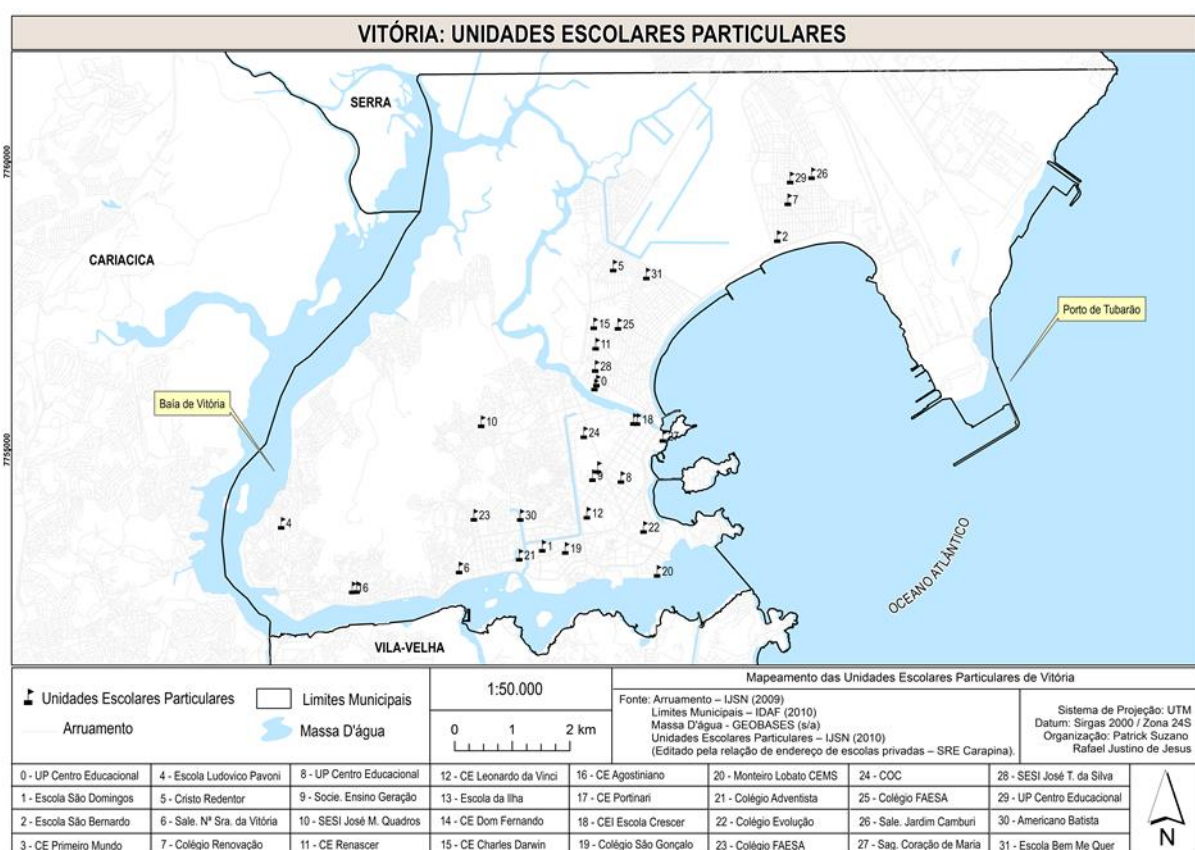 VITÓRIA: UNIDADES ESCOLARES PARTICULARES
7760000
7755000
SERRA
CARIACICA
VILA-VELHA
Baía de Vitória
Porto de Tubarão
OCEANO ATLÂNTICO
29
26
7
2
5
31
15
25
11
28
0
18
10
24
9
8
12
23
30
4
22
1
19
21
6
20
Unidades Escolares Particulares
Limites Municipais
Arruamento
Massa D'água
1:50.000
0 1 2 km
Mapeamento das Unidades Escolares Particulares de Vitória
Fonte: Arruamento – IJSN (2009)
Limites Municipais – IDAF (2010)
Massa D'água - GEOBASES (s/a)
Unidades Escolares Particulares – IJSN (2010)
(Editado pela relação de endereço de escolas privadas – SRE Carapina).
Sistema de Projeção: UTM
Datum: Sirgas 2000 / Zona 24S
Organização: Patrick Suzano
Rafael Justino de Jesus
0 - UP Centro Educacional
4 - Escola Ludovico Pavoni
8 - UP Centro Educacional
12 - CE Leonardo da Vinci
16 - CE Agostiniano
20 - Monteiro Lobato CEMS
24 - COC
28 - SESI José T. da Silva
1 - Escola São Domingos
5 - Cristo Redentor
9 - Socie. Ensino Geração
13 - Escola da Ilha
17 - CE Portinari
21 - Colégio Adventista
25 - Colégio FAESA
29 - UP Centro Educacional
2 - Escola São Bernardo
6 - Sale. Nª Sra. da Vitória
10 - SESI José M. Quadros
14 - CE Dom Fernando
18 - CEI Escola Crescer
22 - Colégio Evolução
26 - Sale. Jardim Camburi
30 - Americano Batista
3 - CE Primeiro Mundo
7 - Colégio Renovação
11 - CE Renascer
15 - CE Charles Darwin
19 - Colégio São Gonçalo
23 - Colégio FAESA
27 - Sag. Coração de Maria
31 - Escola Bem Me Quer
N